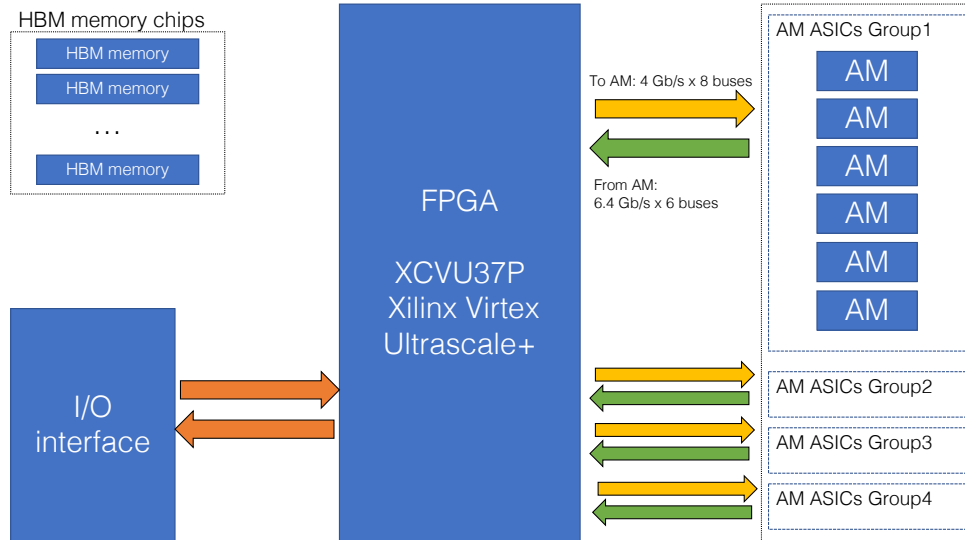 HBM memory chips
HBM memory
HBM memory
...
HBM memory
I/O
interface
FPGA
XCVU37P
Xilinx Virtex
Ultrascale+
To AM: 4 Gb/s x 8 buses
From AM:
6.4 Gb/s x 6 buses
AM ASICs Group1
AM
AM
AM
AM
AM
AM
AM ASICs Group2
AM ASICs Group3
AM ASICs Group4